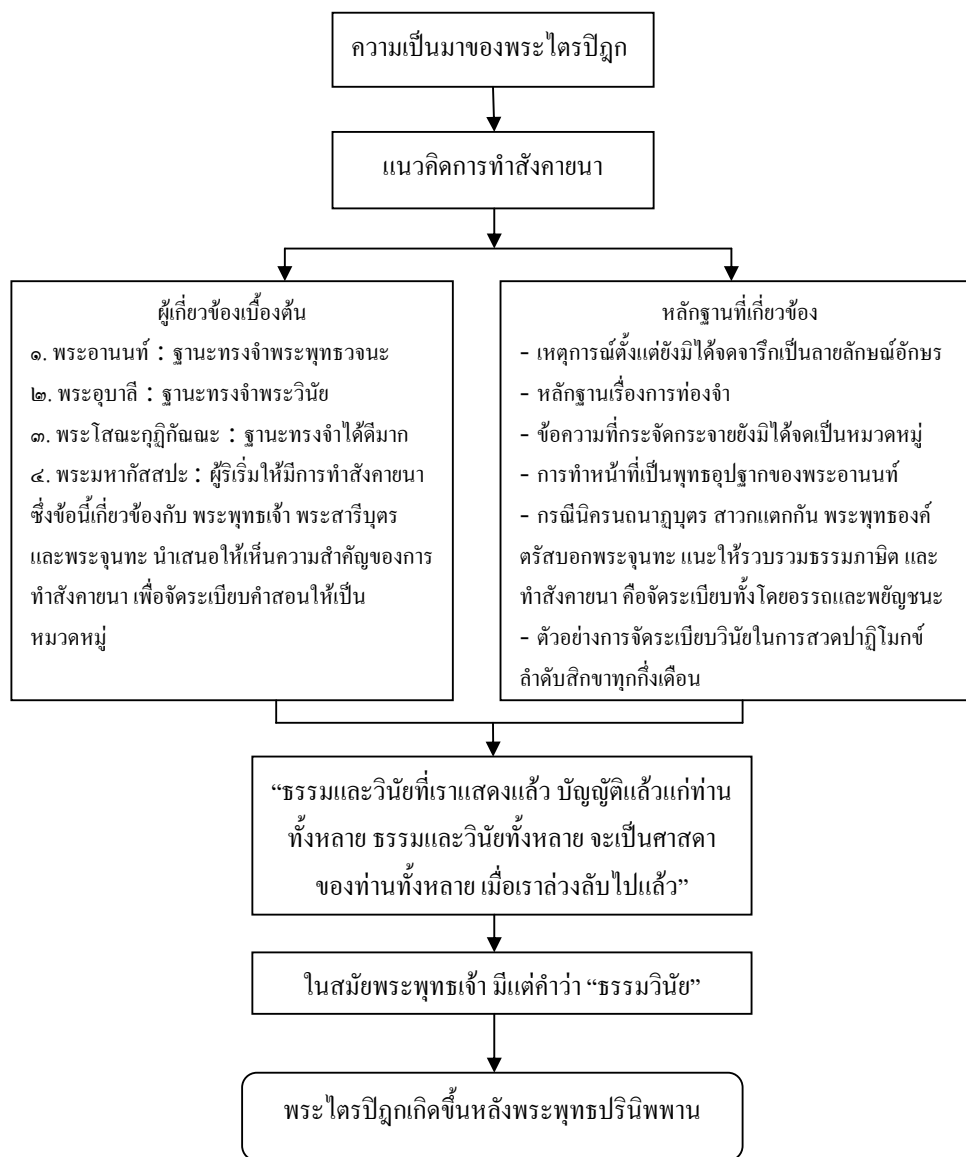 ความเป็นมาของพระไตรปิฎก
แนวคิดการทำสังคายนา
ผู้เกี่ยวข้องเบื้องต้น
๑. พระอานนท์ : ฐานะทรงจำพระพุทธวจนะ
๒. พระอุบาลี : ฐานะทรงจำพระวินัย
๓. พระโสณะกุฏิกัณณะ : ฐานะทรงจำได้ดีมาก
๔. พระมหากัสสปะ : ผู้ริเริ่มให้มีการทำสังคายนา
ซึ่งข้อนี้เกี่ยวข้องกับ พระพุทธเจ้า พระสารีบุตร
และพระจุนทะ นำเสนอให้เห็นความสำคัญของการ
ทำสังคายนา เพื่อจัดระเบียบคำสอนให้เป็น
หมวดหมู่
หลักฐานที่เกี่ยวข้อง
- เหตุการณ์ตั้งแต่ยังมิได้จดจารึกเป็นลายลักษณ์อักษร
- หลักฐานเรื่องการท่องจำ
- ข้อความที่กระจัดกระจายยังมิได้จดเป็นหมวดหมู่
- การทำหน้าที่เป็นพุทธอุปฐากของพระอานนท์
- กรณีนิครนถนาฏบุตร สาวกแตกกัน พระพุทธองค์
ตรัสบอกพระจุนทะ แนะให้รวบรวมธรรมภาษิต และ
ทำสังคายนา คือจัดระเบียบทั้งโดยอรรถและพยัญชนะ
- ตัวอย่างการจัดระเบียบวินัยในการสวดปาฏิโมกข์
ลำดับสิกขาทุกกึ่งเดือน
“ธรรมและวินัยที่เราแสดงแล้ว บัญญัติแล้วแก่ท่าน
ทั้งหลาย ธรรมและวินัยทั้งหลาย จะเป็นศาสดา
ของท่านทั้งหลาย เมื่อเราล่วงลับไปแล้ว”
ในสมัยพระพุทธเจ้า มีแต่คำว่า “ธรรมวินัย”
พระไตรปิฎกเกิดขึ้นหลังพระพุทธปรินิพพาน